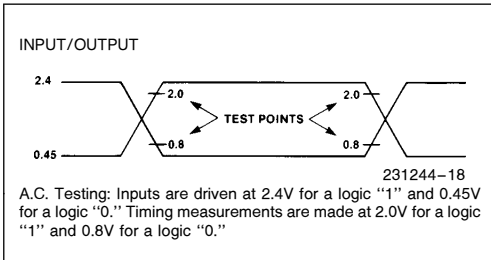 INPUT/OUTPUT
2.4
2.0 2.0
TEST POINTS
0.8 0.8
0.45
231244–18
A.C. Testing: Inputs are driven at 2.4V for a logic ‘‘1’’ and 0.45V
for a logic ‘‘0.’’ Timing measurements are made at 2.0V for a logic
‘‘1’’ and 0.8V for a logic ‘‘0.’’